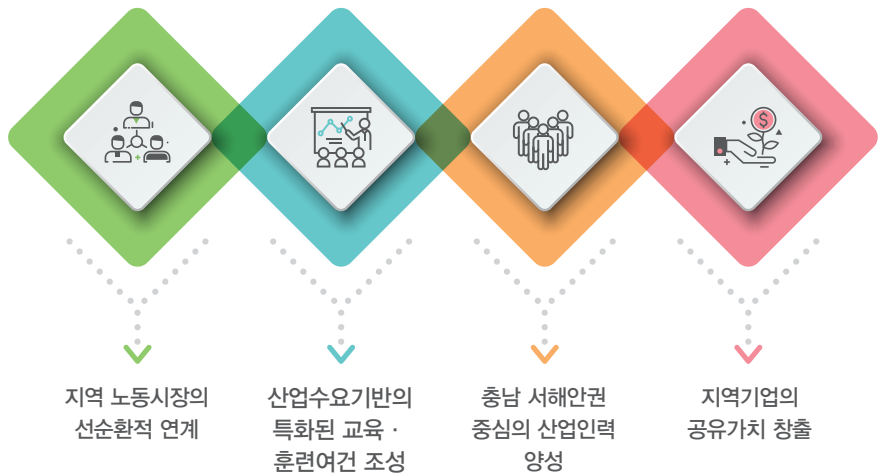 지역 노동시장의
선순환적 연계
산업수요기반의
특화된 교육 ·
훈련여건 조성
충남 서해안권
중심의 산업인력
양성
지역기업의
공유가치 창출
$